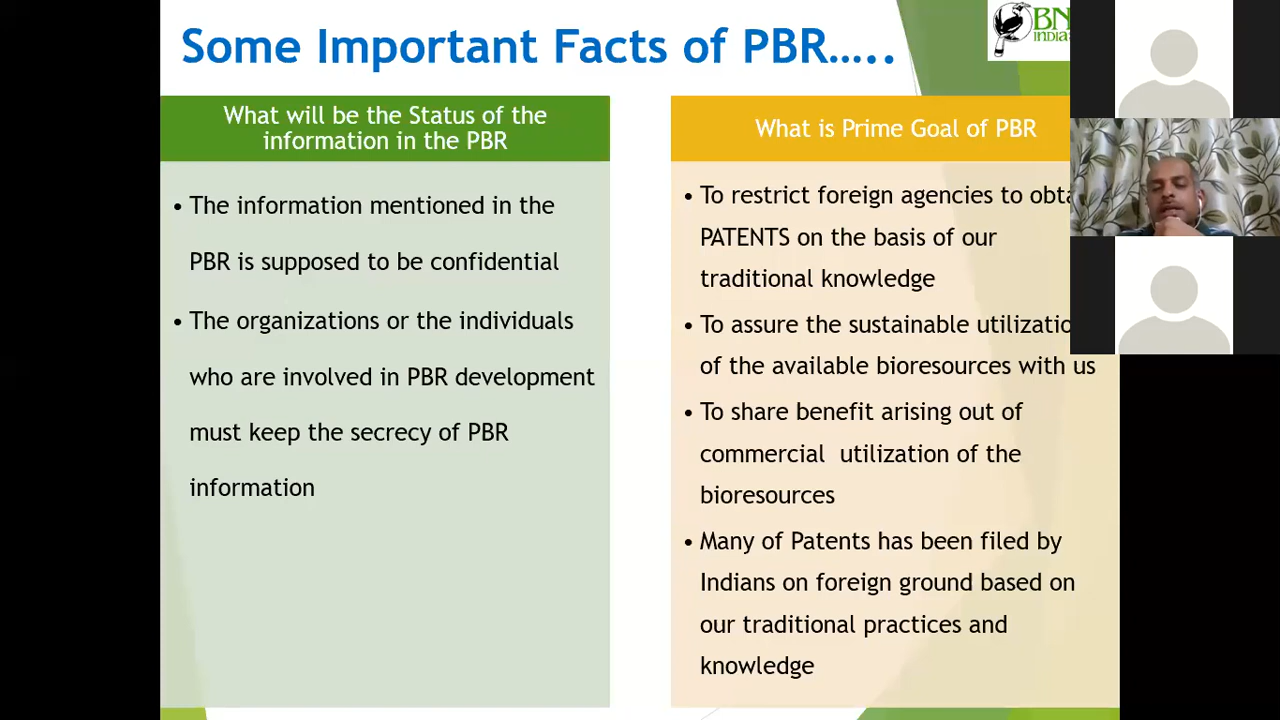 Some Important Facts of PBR.....
BN
INDIA
What will be the Status of the
information in the PBR
• The information mentioned in the
PBR is supposed to be confidential
• The organizations or the individuals
who are involved in PBR development
must keep the secrecy of PBR
information
What is Prime Goal of PBR
• To restrict foreign agencies to
PATENTS on the basis of our
traditional knowledge
• To assure the sustainable
of the available bioresources with us
• To share benefit arising out of
commercial  utilization of the
bioresources
• Many of Patents has been filed by
Indians on foreign ground based on
our traditional practices and
knowledge